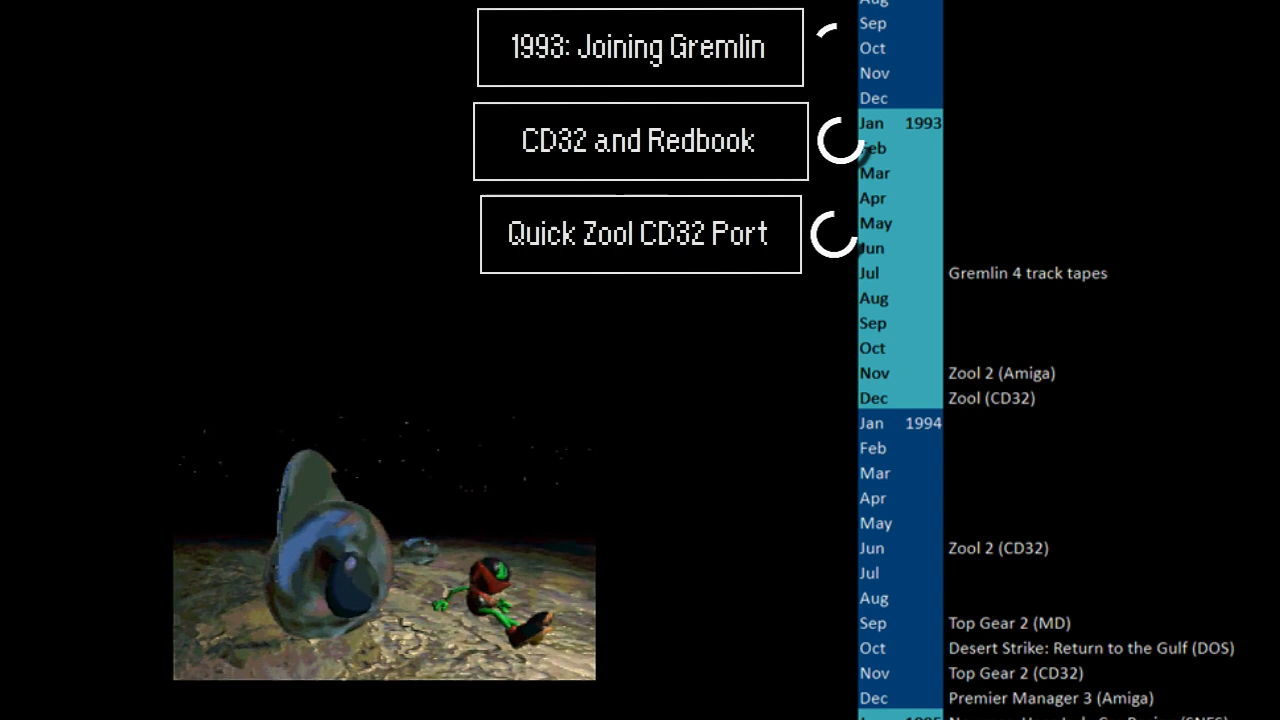 1993: Joining Gremlin
CD32 and Redbook
Quick Zool CD32 Port
Aug
Sep
Oct
Nov
Dec
Jan 1993
Feb
Mar
Apr
May
Jun
Jul Gremlin 4 track tapes
Aug
Sep
Oct
Nov Zool 2 (Amiga)
Dec Zool (CD32)
Jan 1994
Feb
Mar
Apr
May
Jun Zool 2 (CD32)
Jul
Aug
Sep Top Gear 2 (MD)
Oct Desert Strike: Return to the Gulf (DOS)
Nov Top Gear 2 (CD32)
Dec Premier Manager 3 (Amiga)
Jan 1995